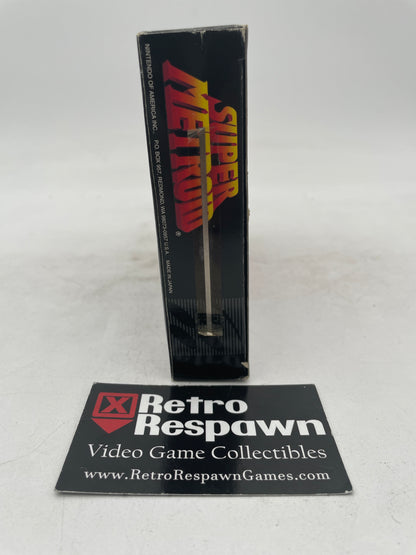 SUPER
METROID®
NINTENDO OF AMERICA INC. P.O. BOX 957, REDMOND, WA 98073-0957 U.S.A. MADE IN JAPAN
X Retro
Respawn
Video Game Collectibles
www.RetroRespawnGames.com